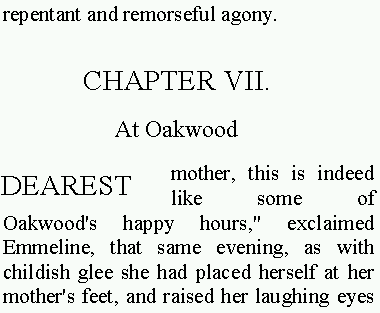 repentant and remorseful agony.
CHAPTER VII.
At Oakwood
DEAREST mother, this is indeed
like some of
Oakwood's happy hours," exclaimed
Emmeline, that same evening, as with
childish glee she had placed herself at her
mother's feet, and raised her laughing eyes